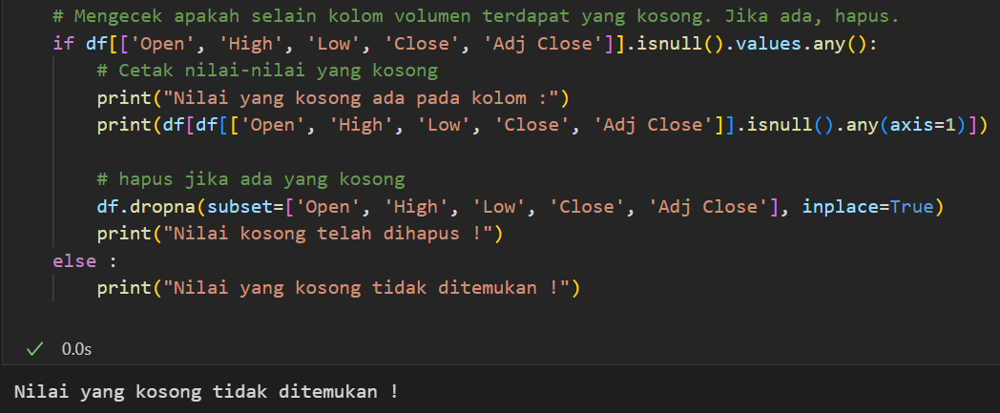 # Mengecek apakah selain kolom volumen terdapat yang kosong. Jika ada, hapus.
if df[['Open', 'High', 'Low', 'Close', 'Adj Close']].isnull().values.any():
    # Cetak nilai-nilai yang kosong
    print("Nilai yang kosong ada pada kolom :")
    print(df[df[['Open', 'High', 'Low', 'Close', 'Adj Close']].isnull().any(axis=1)])
    # hapus jika ada yang kosong
    df.dropna(subset=['Open', 'High', 'Low', 'Close', 'Adj Close'], inplace=True)
    print("Nilai kosong telah dihapus !")
else :
    print("Nilai yang kosong tidak ditemukan !")
0.0s
Nilai yang kosong tidak ditemukan !